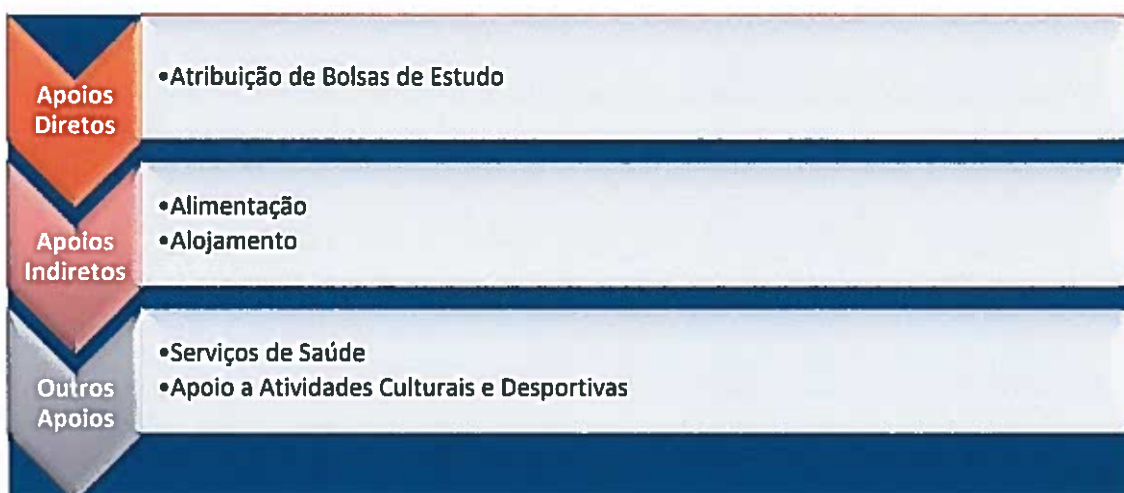 Apoios
Diretos
•Atribuição de Bolsas de Estudo
Apoios
Indiretos
•Alimentação
•Alojamento
Outros
Apoios
•Serviços de Saúde
•Apoio a Atividades Culturais e Desportivas